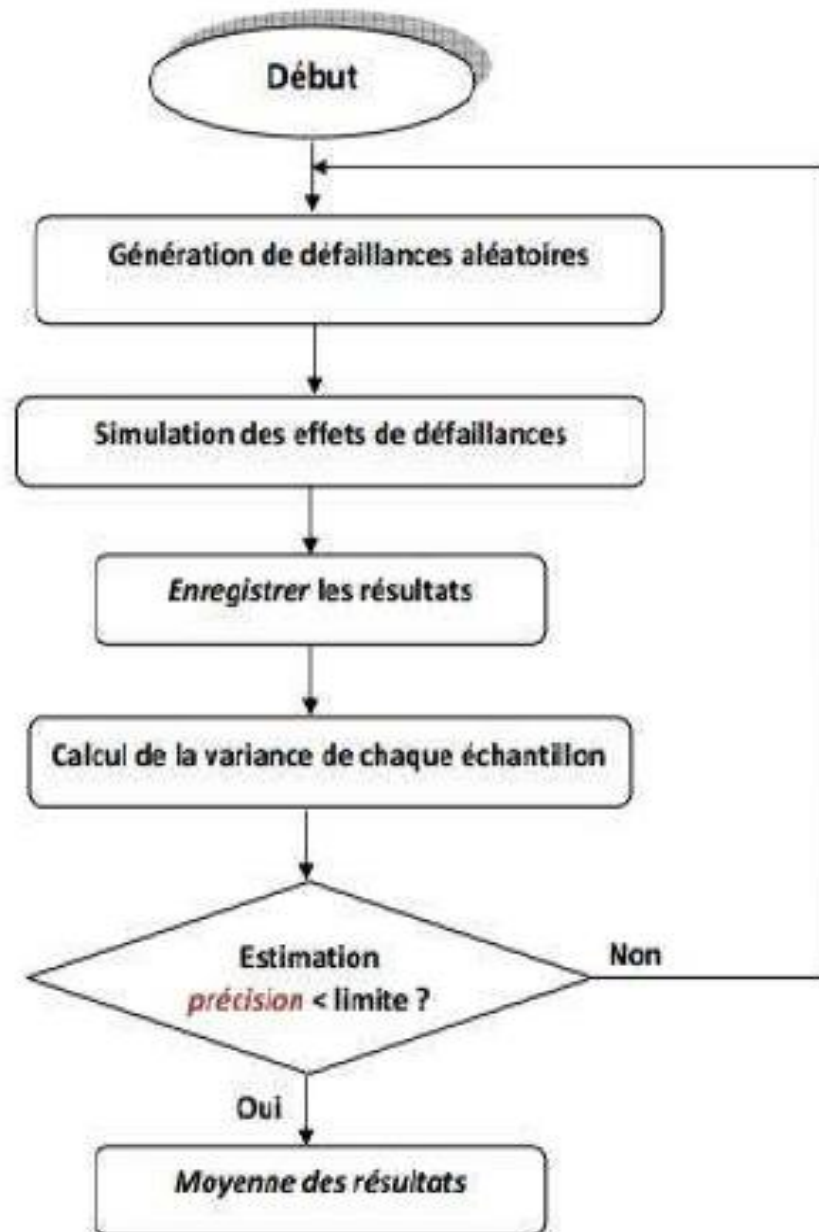 Début
Génération de défaillances aléatoires
Simulation des effets de défaillances
Enregistrer les résultats
Calcul de la variance de chaque échantillon
Estimation
précision < limite ?
Non
Oui
Moyenne des résultats